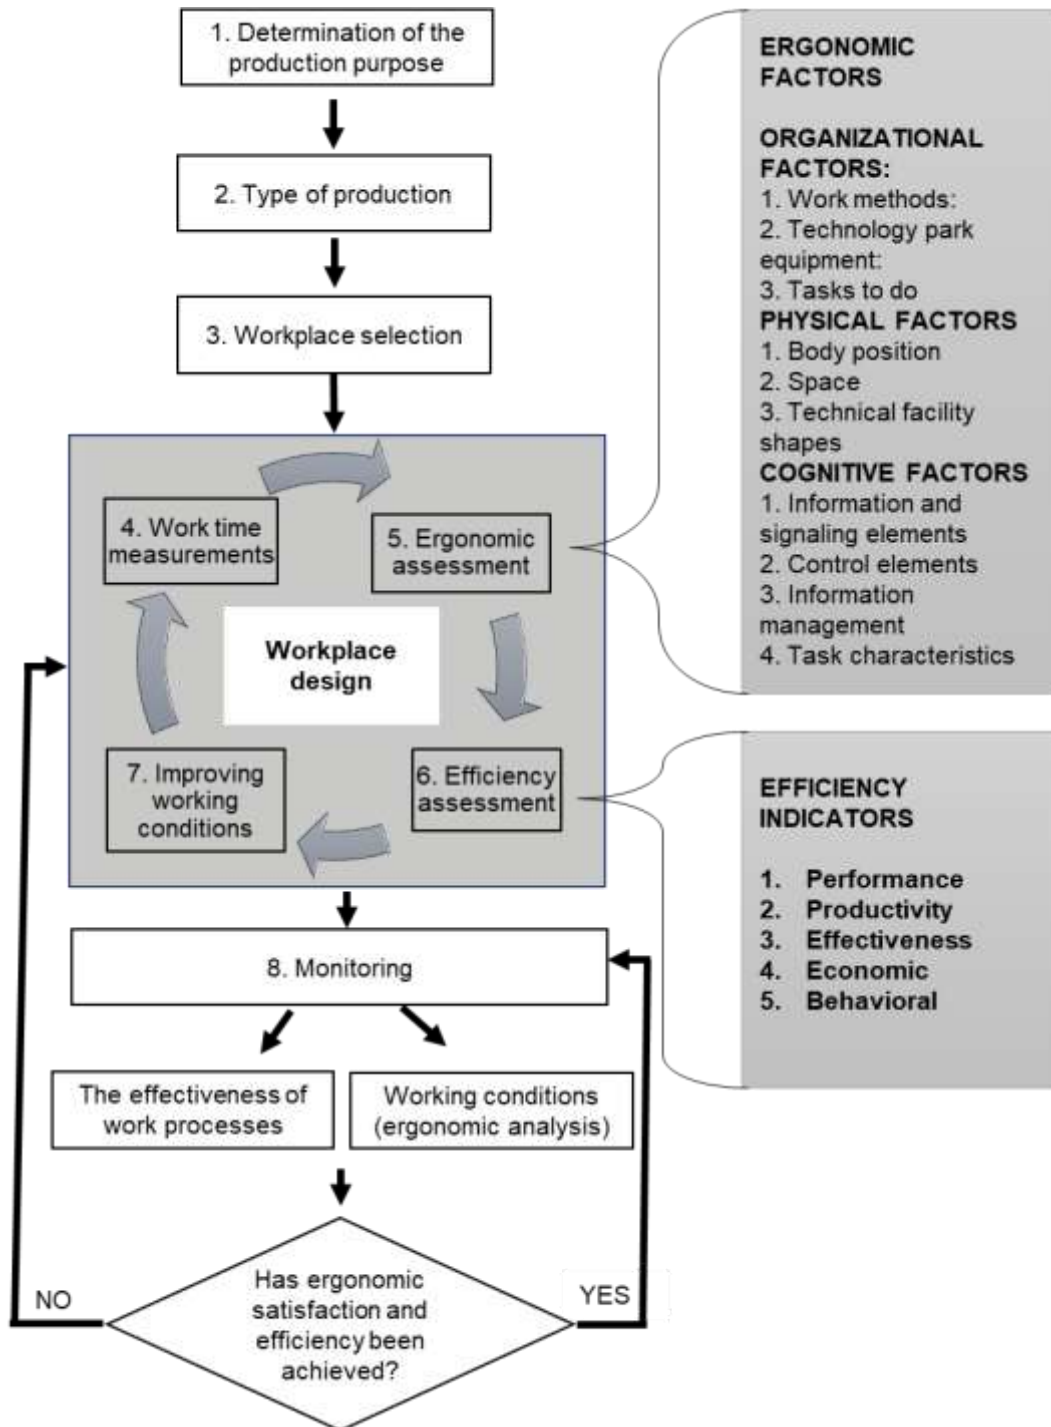 1. Determination of the
production purpose
2. Type of production
3. Workplace selection
4. Work time
measurements
5. Ergonomic
assessment
Workplace
design
7. Improving
working
conditions
6. Efficiency
assessment
8. Monitoring
The effectiveness of
work processes
Working conditions
(ergonomic analysis)
Has ergonomic
satisfaction and
efficiency been
achieved?
NO
YES
ERGONOMIC
FACTORS
ORGANIZATIONAL
FACTORS:
1. Work methods:
2. Technology park
equipment:
3. Tasks to do
PHYSICAL FACTORS
1. Body position
2. Space
3. Technical facility
shapes
COGNITIVE FACTORS
1. Information and
signaling elements
2. Control elements
3. Information
management
4. Task characteristics
EFFICIENCY
INDICATORS
1. Performance
2. Productivity
3. Effectiveness
4. Economic
5. Behavioral